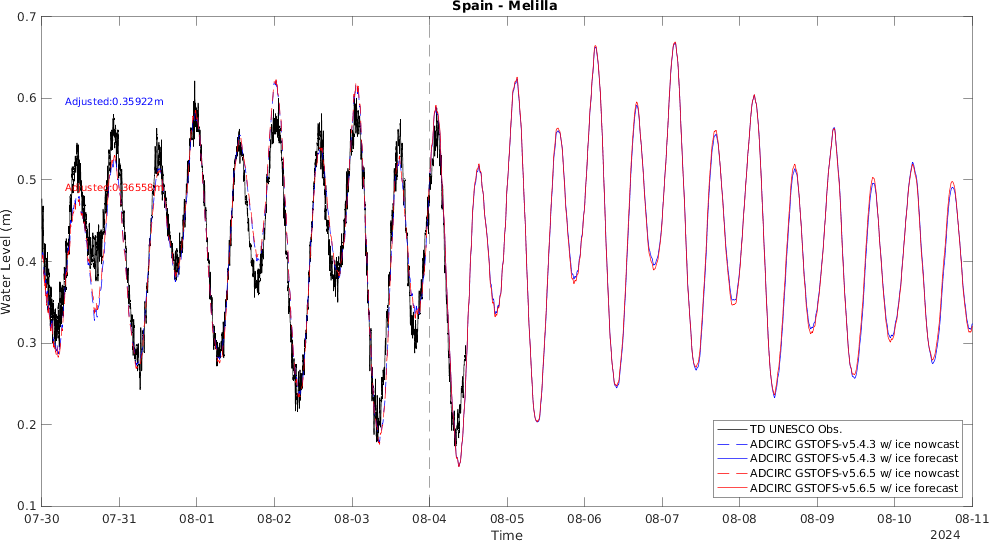 Spain - Melilla
0.7
0.6
0.5
0.4
0.3
0.2
0.1
Water Level (m)
Adjusted:0.35922m
Adjusted:0.36558m
TD UNESCO Obs.
ADCIRC GSTOFS-v5.4.3 w/ ice nowcast
ADCIRC GSTOFS-v5.4.3 w/ ice forecast
ADCIRC GSTOFS-v5.6.5 w/ ice nowcast
ADCIRC GSTOFS-v5.6.5 w/ ice forecast
07-30 07-31 08-01 08-02 08-03 08-04 08-05 08-06 08-07 08-08 08-09 08-10 08-11
Time
2024